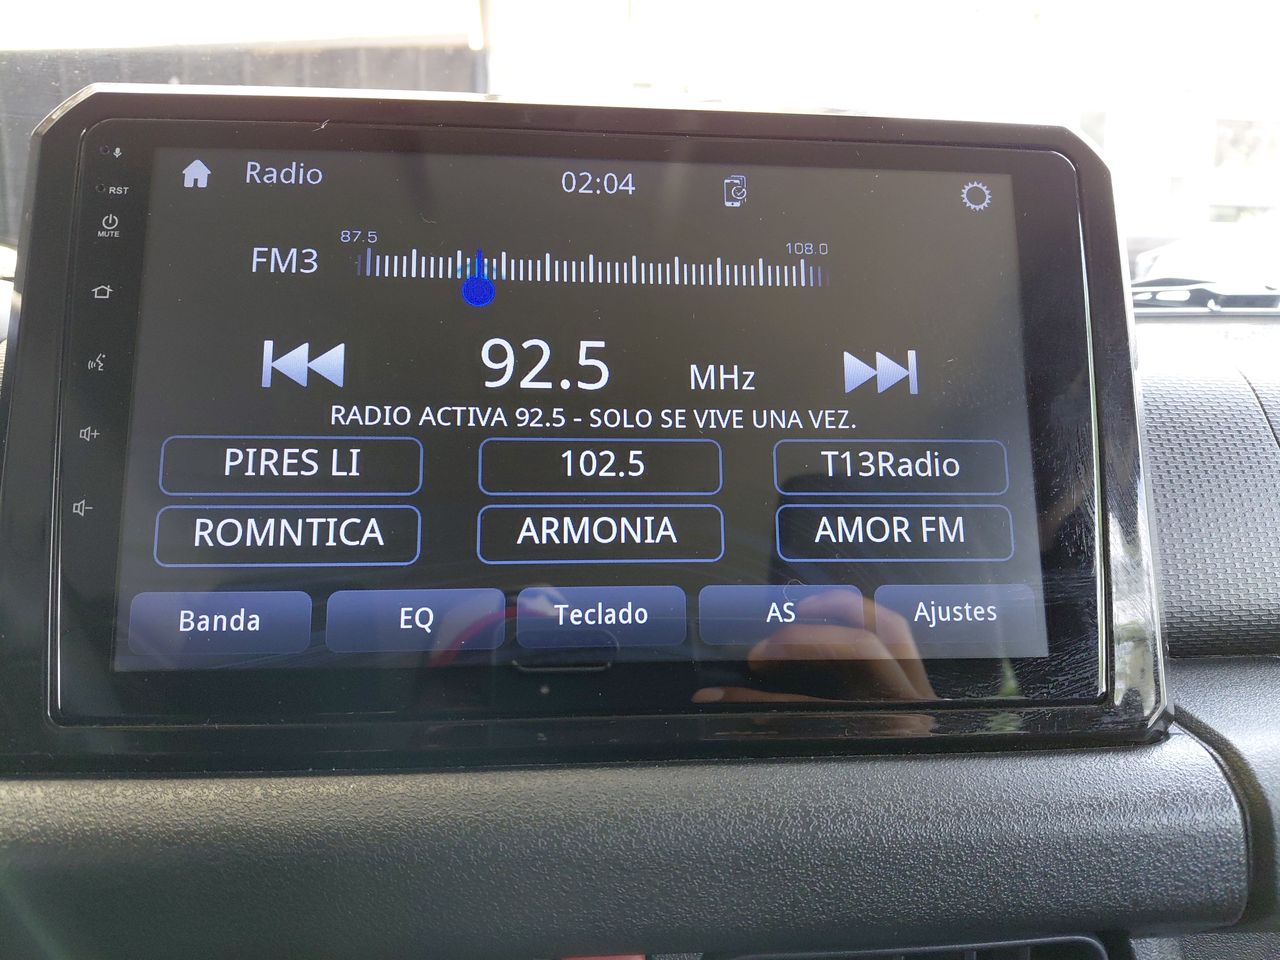 Radio
02:04
RST
MUTE
87.5
108.0
FM3
92.5
MHz
RADIO ACTIVA 92.5 - SOLO SE VIVE UNA VEZ.
PIRES LI
102.5
T13Radio
ROMNTICA
ARMONIA
AMOR FM
Banda
EQ
Teclado
AS
Ajustes